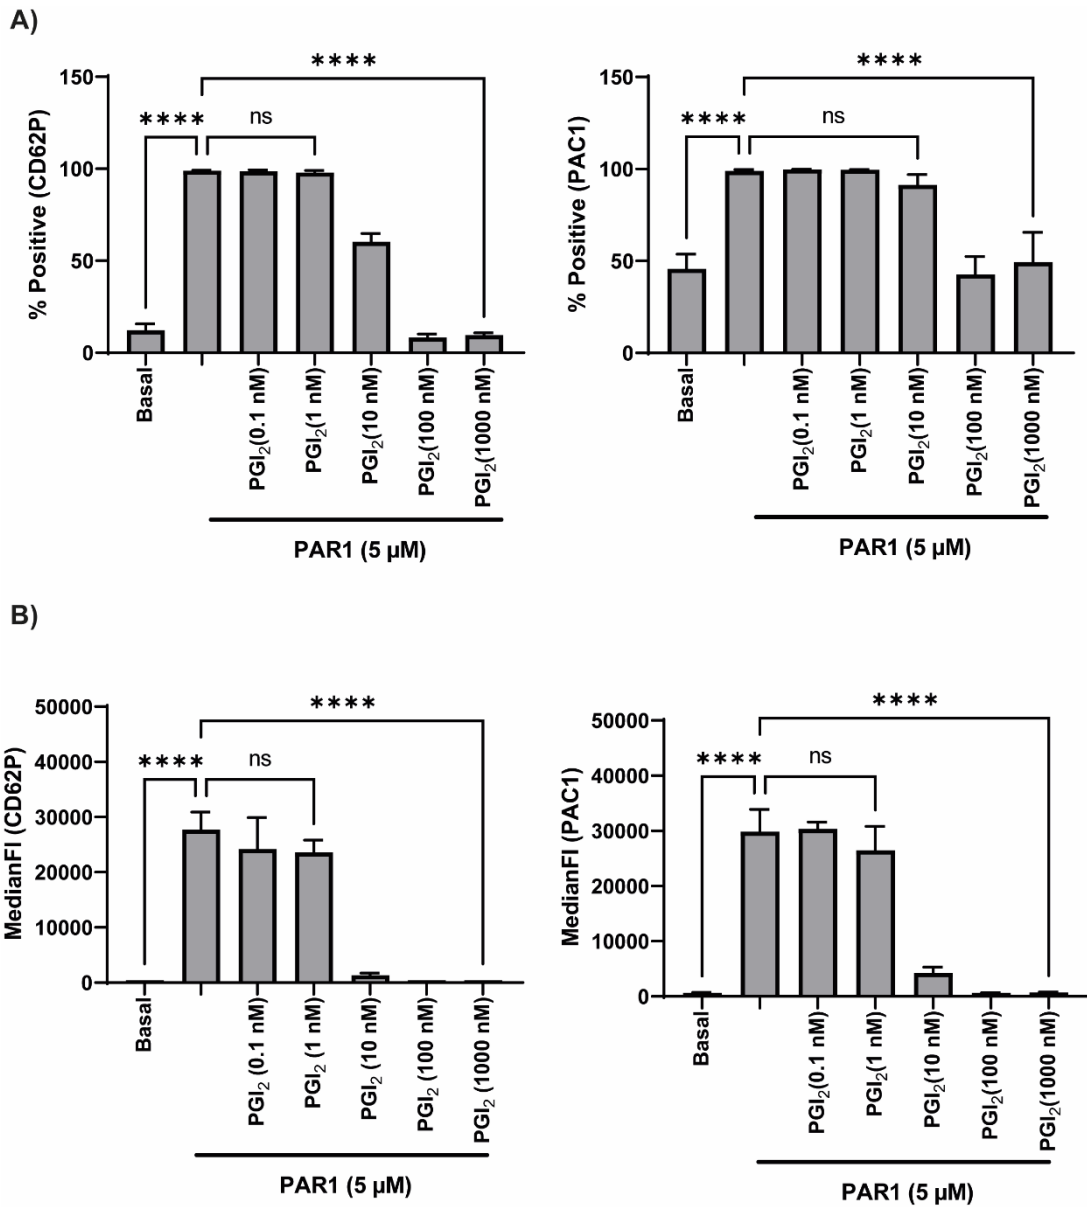 A)
**** 
**** ns
% Positive (CD62P)
150
100
50
0
Basal
PGI₂(0.1 nM)
PGI₂(1 nM)
PGI₂(10 nM)
PGI₂(100 nM)
PGI₂(1000 nM)
PAR1 (5 µM)
****
**** ns
% Positive (PAC1)
150
100
50
0
Basal
PGI₂(0.1 nM)
PGI₂(1 nM)
PGI₂(10 nM)
PGI₂(100 nM)
PGI₂(1000 nM)
PAR1 (5 µM)
B)
****
**** ns
MedianFI (CD62P)
50000
40000
30000
20000
10000
0
Basal
PGI₂ (0.1 nM)
PGI₂ (1 nM)
PGI₂ (10 nM)
PGI₂ (100 nM)
PGI₂ (1000 nM)
PAR1 (5 µM)
****
**** ns
MedianFI (PAC1)
50000
40000
30000
20000
10000
0
Basal
PGI₂(0.1 nM)
PGI₂(1 nM)
PGI₂(10 nM)
PGI₂(100 nM)
PGI₂(1000 nM)
PAR1 (5 µM)